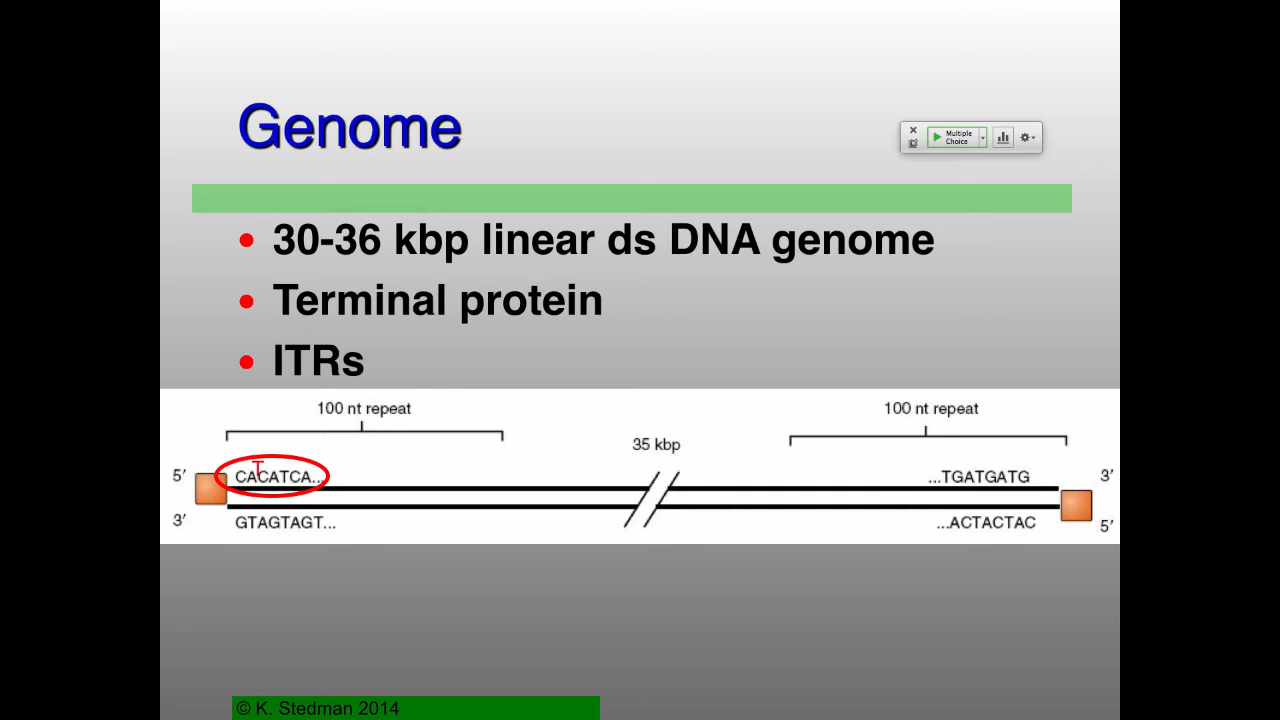 Genome
Multiple
Choice
30-36 kbp linear ds DNA genome
Terminal protein
ITRs
100 nt repeat
100 nt repeat
35 kbp
T
5′ CACATCA... ...TGATGATG 3′
3′ GTAGTAGT... ...ACTACTAC 5′
© K. Stedman 2014